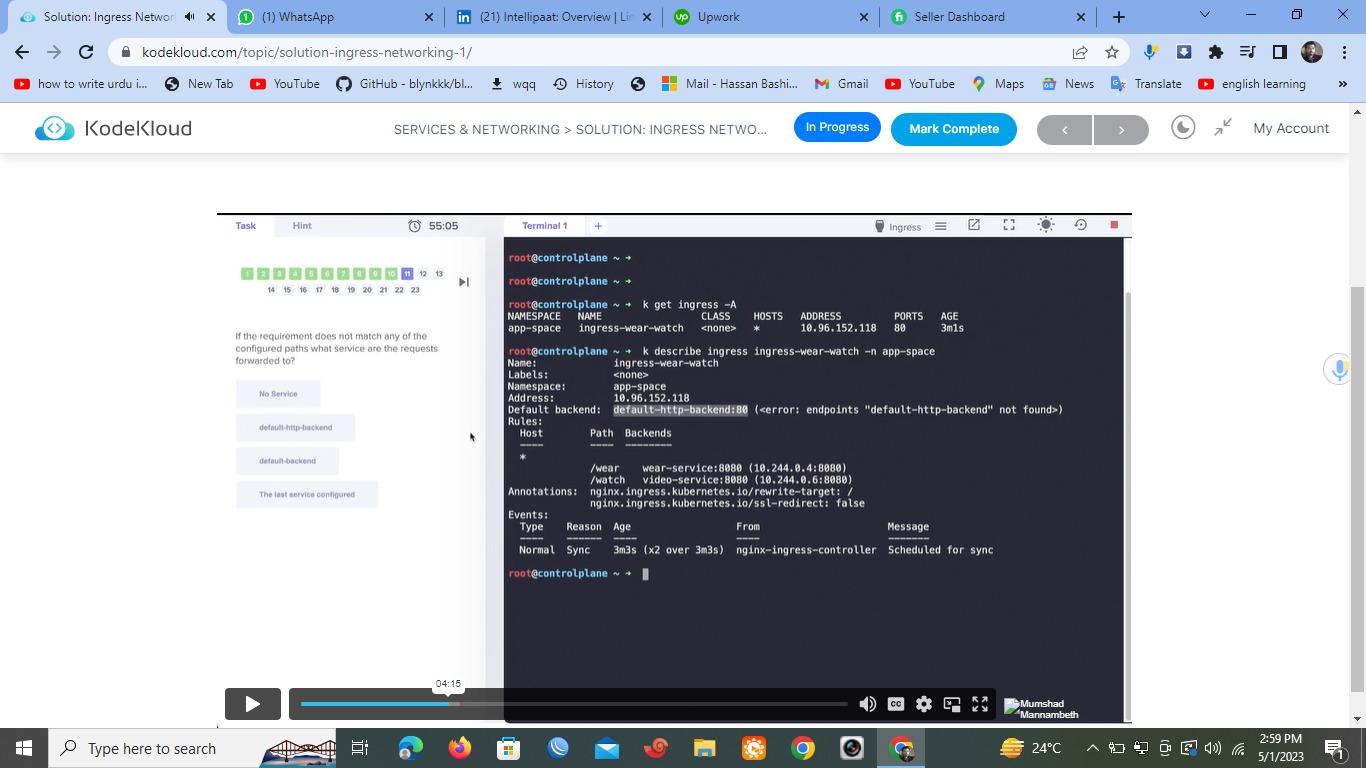 Solution: Ingress Networ
(1) WhatsApp
(21) Intellipaat: Overview | Lin
Upwork
Seller Dashboard
kodekloud.com/topic/solution-ingress-networking-1/
how to write urdu i...
New Tab
YouTube
GitHub - blynkkk/bl...
wqq
History
Mail - Hassan Bashi...
Gmail
YouTube
Maps
News
Translate
english learning
KodeKloud
SERVICES & NETWORKING > SOLUTION: INGRESS NETWO...
In Progress
Mark Complete
My Account
Task
Hint
55:05
Terminal 1
+
Ingress
1 2 3 4 5 6 7 8 9 10 11 12 13
14 15 16 17 18 19 20 21 22 23
If the requirement does not match any of the
configured paths what service are the requests
forwarded to?
No Service
default-http-backend
default-backend
The last service configured
root@controlplane ~ ➜
root@controlplane ~ ➜
root@controlplane ~ ➜ k get ingress -A
NAMESPACE NAME CLASS HOSTS ADDRESS PORTS AGE
app-space ingress-wear-watch <none> * 10.96.152.118 80 3m1s
root@controlplane ~ ➜ k describe ingress ingress-wear-watch -n app-space
Name: ingress-wear-watch
Labels: <none>
Namespace: app-space
Address: 10.96.152.118
Default backend: default-http-backend:80 (<error: endpoints "default-http-backend" not found>)
Rules:
Host Path Backends
---- ---- --------
*
/wear wear-service:8080 (10.244.0.4:8080)
/watch video-service:8080 (10.244.0.6:8080)
Annotations: nginx.ingress.kubernetes.io/rewrite-target: /
nginx.ingress.kubernetes.io/ssl-redirect: false
Events:
Type Reason Age From Message
---- ------ ---- ---- -------
Normal Sync 3m3s (x2 over 3m3s) nginx-ingress-controller Scheduled for sync
root@controlplane ~ ➜
04:15
CC
Mumshad
Mannambeth
Type here to search
24°C
2:59 PM
5/1/2023
1